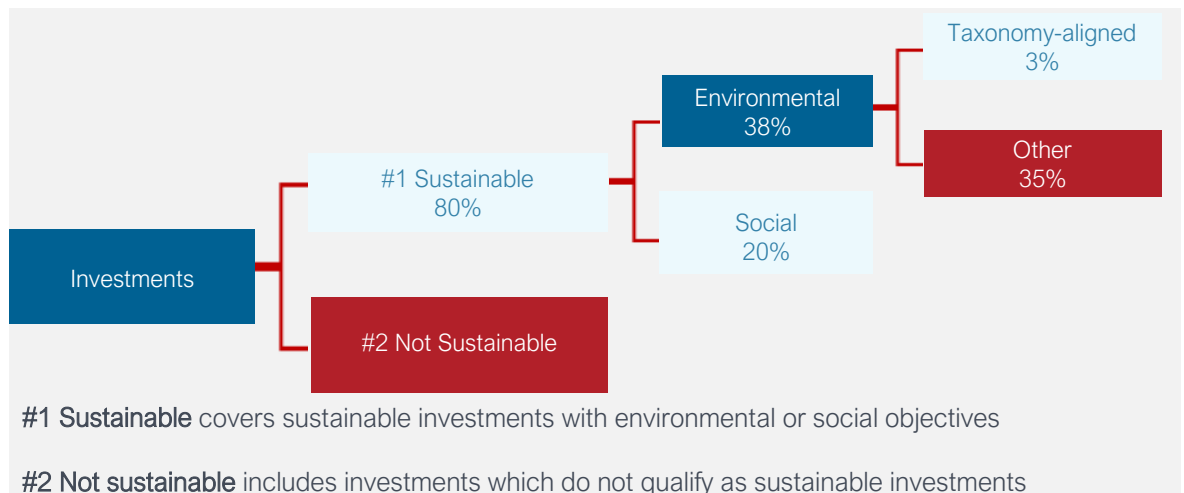 Taxonomy-aligned
3%
Environmental
38%
Other
35%
#1 Sustainable
80%
Social
20%
Investments
#2 Not Sustainable
#1 Sustainable covers sustainable investments with environmental or social objectives
#2 Not sustainable includes investments which do not qualify as sustainable investments